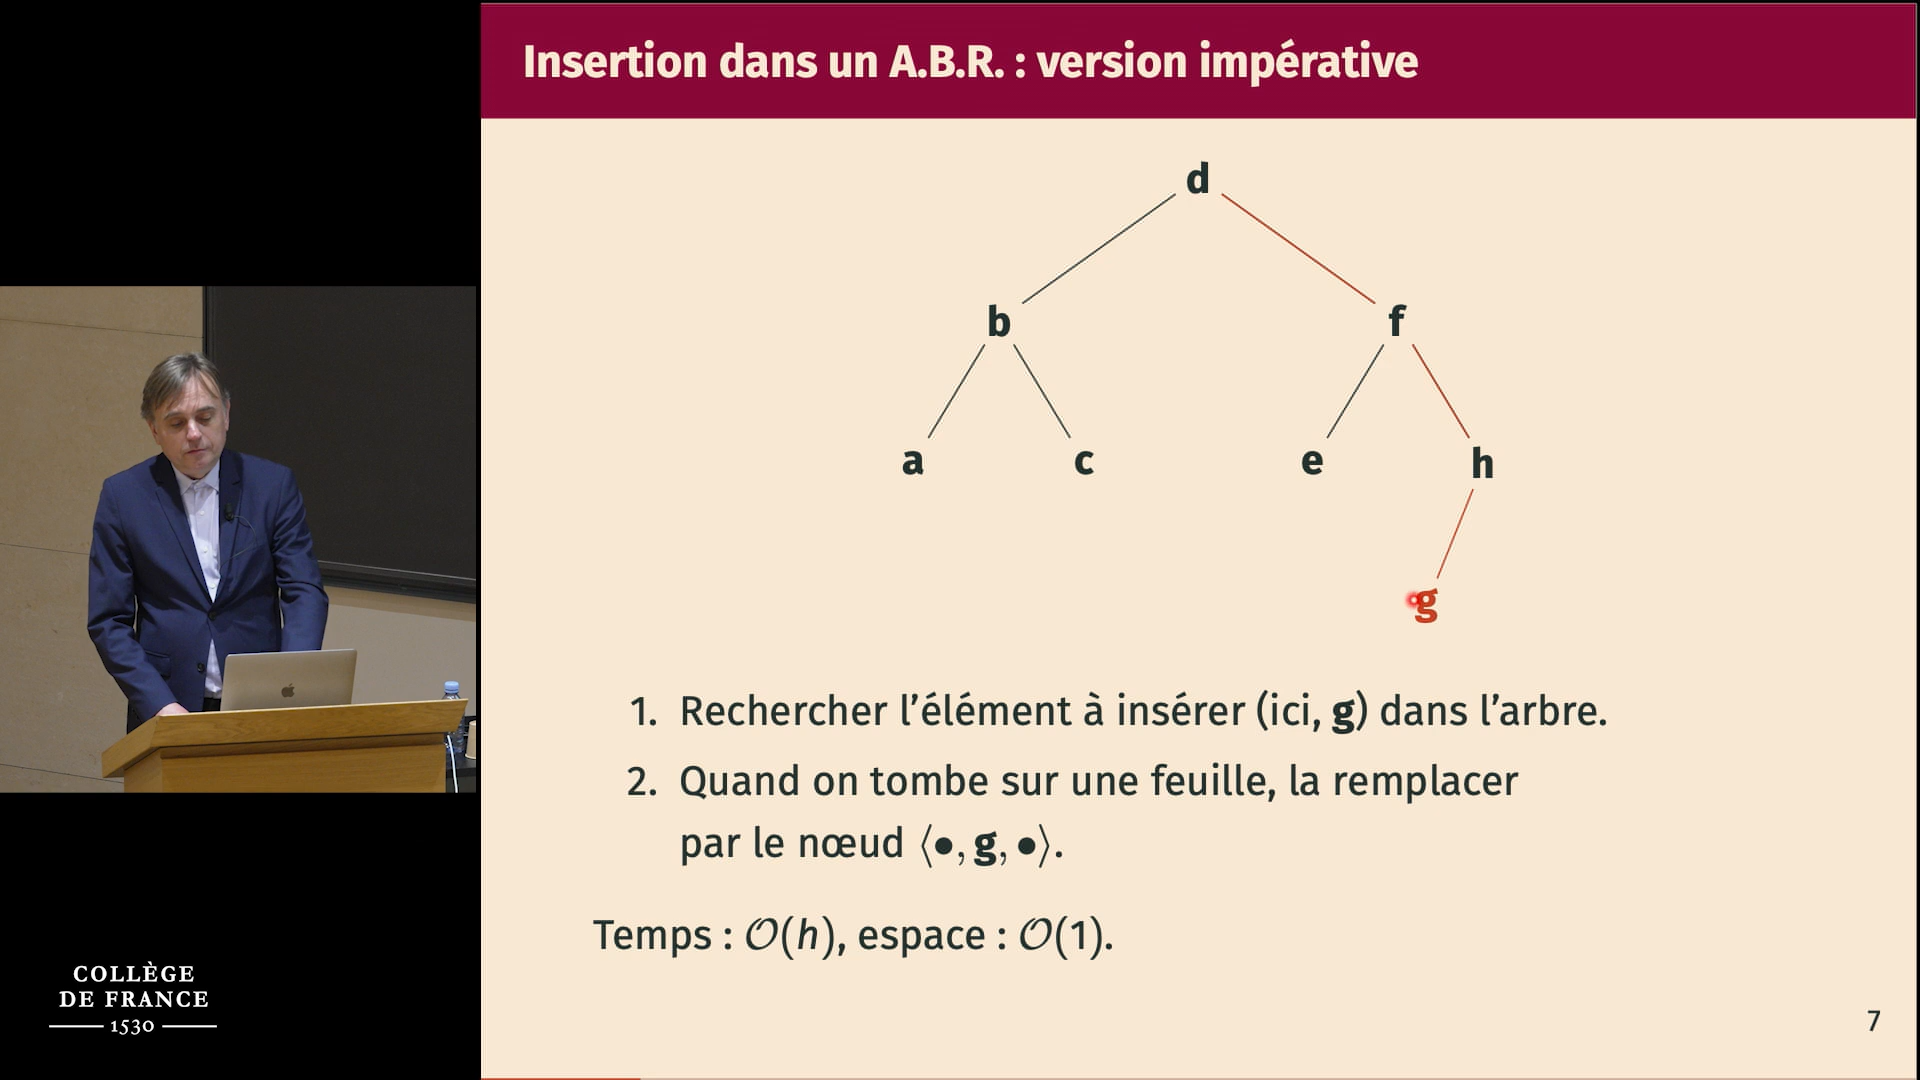 Insertion dans un A.B.R. : version impérative
d
b f
a c e h
g
1. Rechercher l’élément à insérer (ici, g) dans l’arbre.
2. Quand on tombe sur une feuille, la remplacer
par le nœud ⟨•, g, •⟩.
Temps : O(h), espace : O(1).
7
COLLÈGE
DE FRANCE
1530